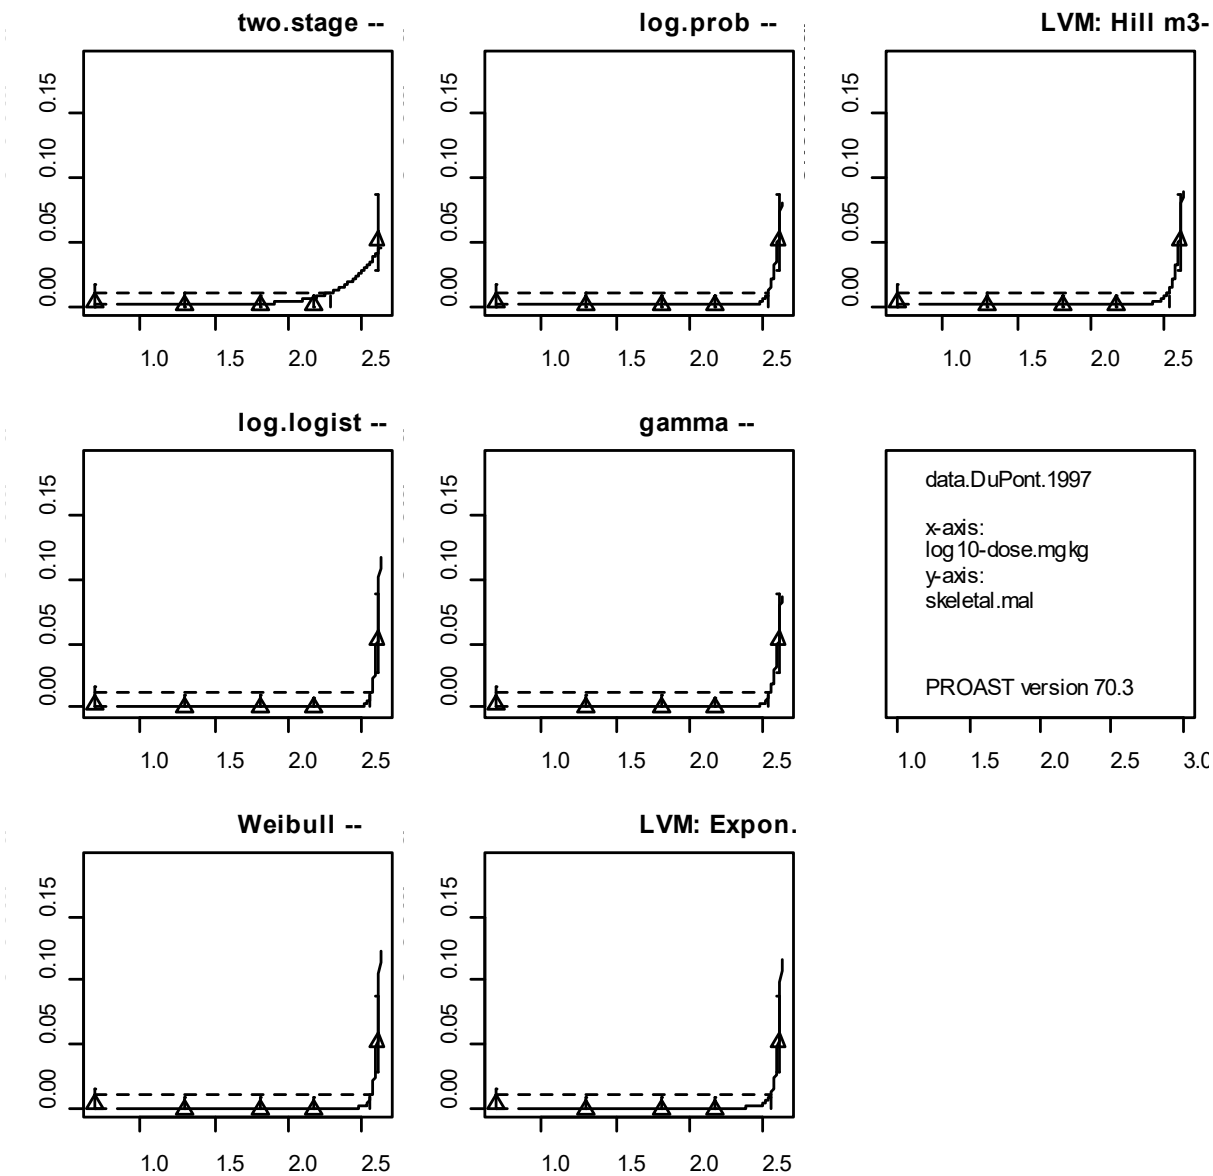 two.stage --
log.prob --
LVM: Hill m3-
0.15
0.10
0.05
0.00
1.0 1.5 2.0 2.5
0.15
0.10
0.05
0.00
1.0 1.5 2.0 2.5
0.15
0.10
0.05
0.00
1.0 1.5 2.0 2.5
log.logist --
gamma --
0.15
0.10
0.05
0.00
1.0 1.5 2.0 2.5
0.15
0.10
0.05
0.00
1.0 1.5 2.0 2.5
data.DuPont.1997
x-axis:
log10-dose.mgkg
y-axis:
skeletal.mal
PROAST version 70.3
1.0 1.5 2.0 2.5 3.0
Weibull --
LVM: Expon.
0.15
0.10
0.05
0.00
1.0 1.5 2.0 2.5
0.15
0.10
0.05
0.00
1.0 1.5 2.0 2.5